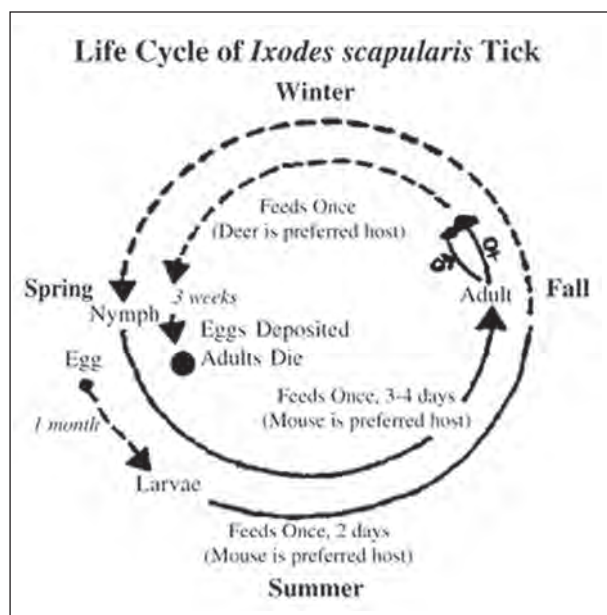 Life Cycle of Ixodes scapularis Tick
Winter
Feeds Once
(Deer is preferred host)
Spring
Nymph
3 weeks
Eggs Deposited
Adults Die
Adult
Fall
Egg
1 month
Feeds Once, 3-4 days
(Mouse is preferred host)
Larvae
Feeds Once, 2 days
(Mouse is preferred host)
Summer